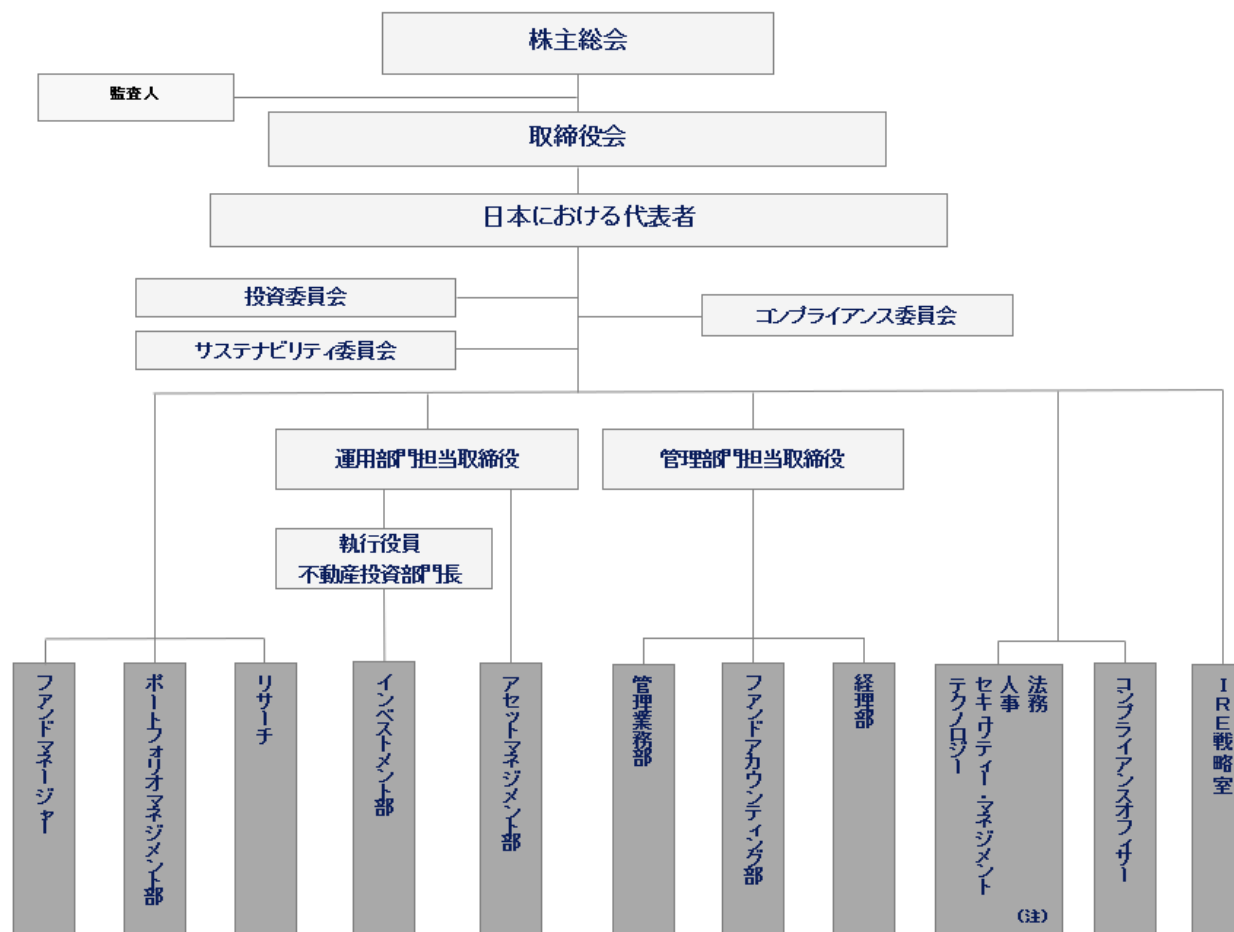 株主総会
監査人
取締役会
日本における代表者
投資委員会
コンプライアンス委員会
サステナビリティ委員会
運用部門担当取締役
管理部門担当取締役
執行役員
不動産投資部門長
ファンドマネージャー
ポートフォリオマネジメント部
リサーチ
インベストメント部
アセットマネジメント部
管理業務部
ファンドアカウンティング部
経理部
法務
人事
セキュリティー・マネジメント
テクノロジー
(注)
コンプライアンスオフィサー
IRE戦略室